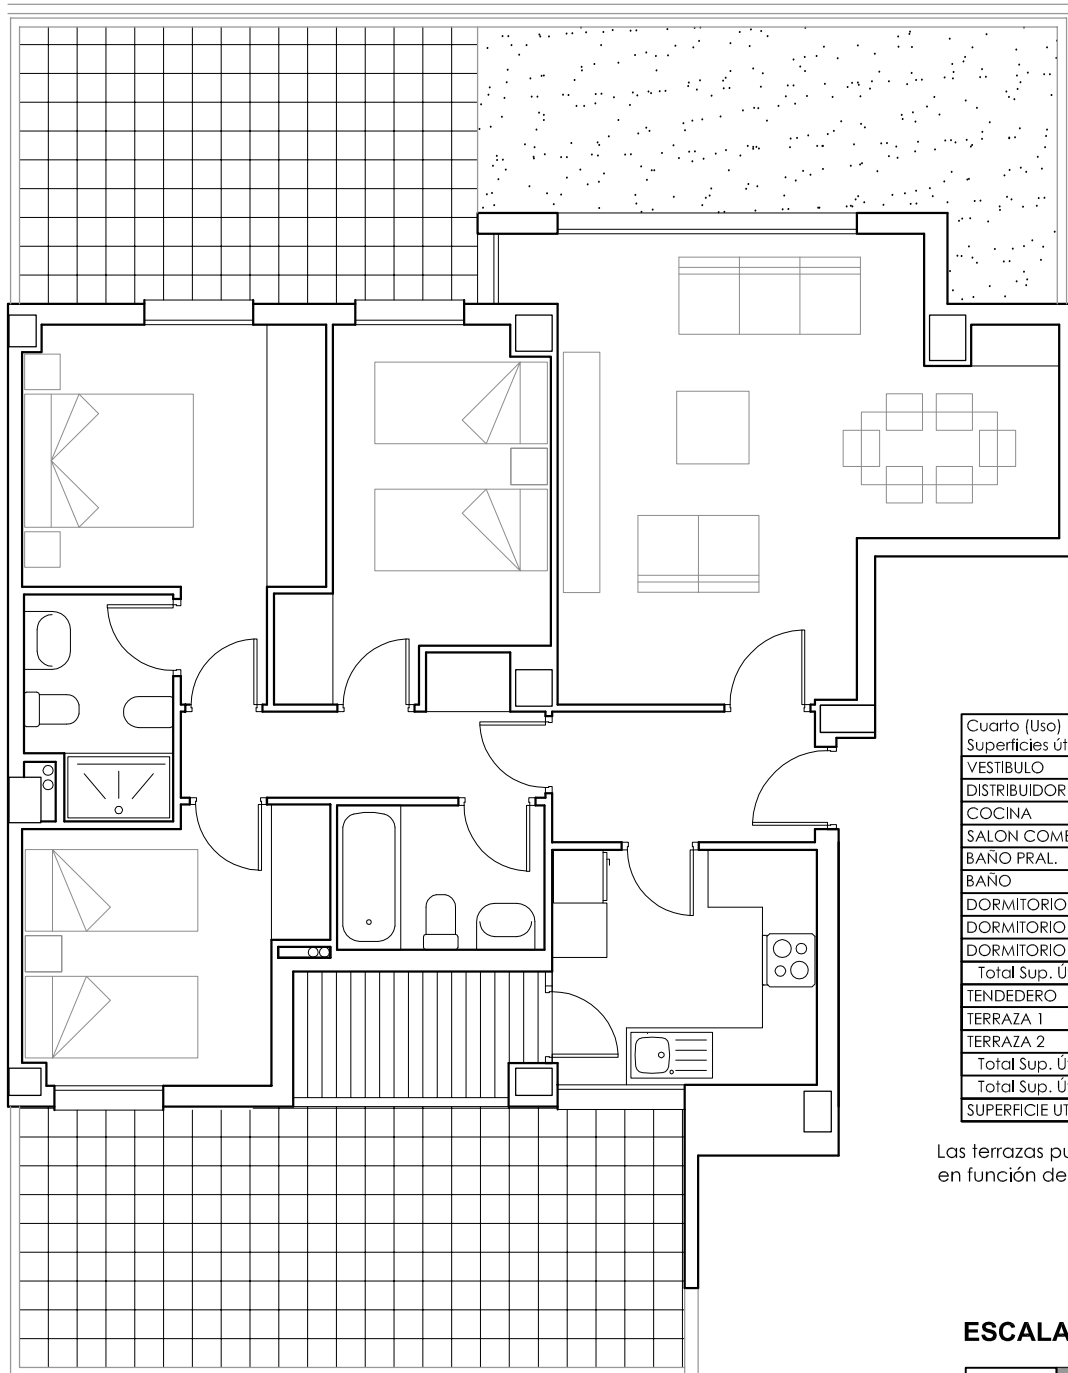 Cuarto (Uso)
Superficies út
VESTIBULO
DISTRIBUIDOR
COCINA
SALON COME
BAÑO PRAL.
BAÑO
DORMITORIO
DORMITORIO
DORMITORIO
Total Sup. Ú
TENDEDERO
TERRAZA 1
TERRAZA 2
Total Sup. Ú
Total Sup. Ú
SUPERFICIE UT
Las terrazas pu
en función de
ESCALA